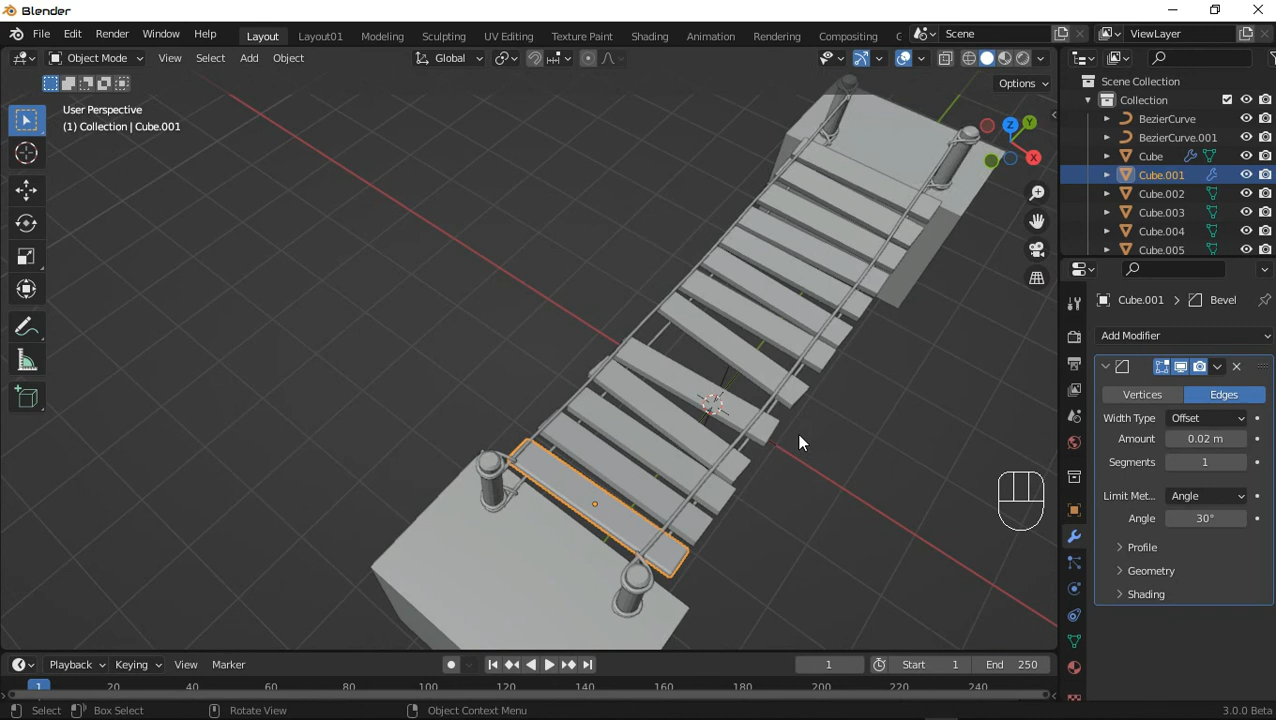 Blender
File Edit Render Window Help
Layout Layout01 Modeling Sculpting UV Editing Texture Paint Shading Animation Rendering Compositing
Scene
ViewLayer
Object Mode View Select Add Object
Global
Options
User Perspective
(1) Collection | Cube.001
Z
Y
X
Scene Collection
Collection
BezierCurve
BezierCurve.001
Cube
Cube.001
Cube.002
Cube.003
Cube.004
Cube.005
Cube.001 > Bevel
Add Modifier
Vertices Edges
Width Type Offset
Amount 0.02 m
Segments 1
Limit Met... Angle
Angle 30°
Profile
Geometry
Shading
Playback Keying View Marker
1 Start 1 End 250
1 20 40 60 80 100 120 140 160 180 200 220 240
Select Box Select Rotate View Object Context Menu 3.0.0 Beta